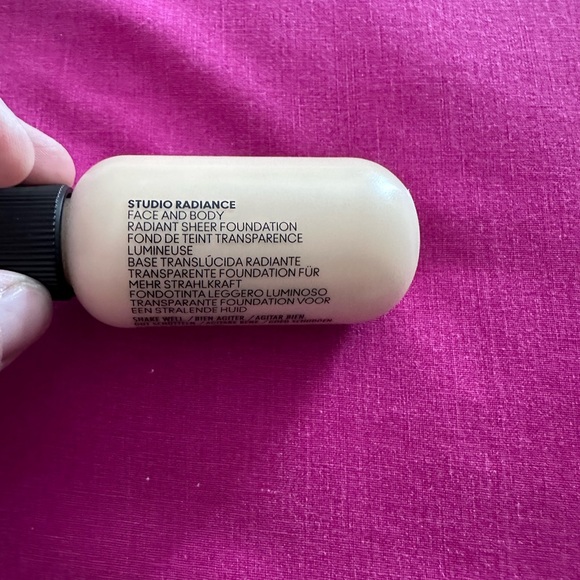 STUDIO RADIANCE
FACE AND BODY
RADIANT SHEER FOUNDATION
FOND DE TEINT TRANSPARENCE
LUMINEUSE
BASE TRANSLÚCIDA RADIANTE
TRANSPARENTE FOUNDATION FÜR
MEHR STRAHLKRAFT
FONDOTINTA LEGGERO LUMINOSO
TRANSPARANTE FOUNDATION VOOR
EEN STRALENDE HUID
SHAKE WELL / BIEN AGITER / AGITAR BIEN